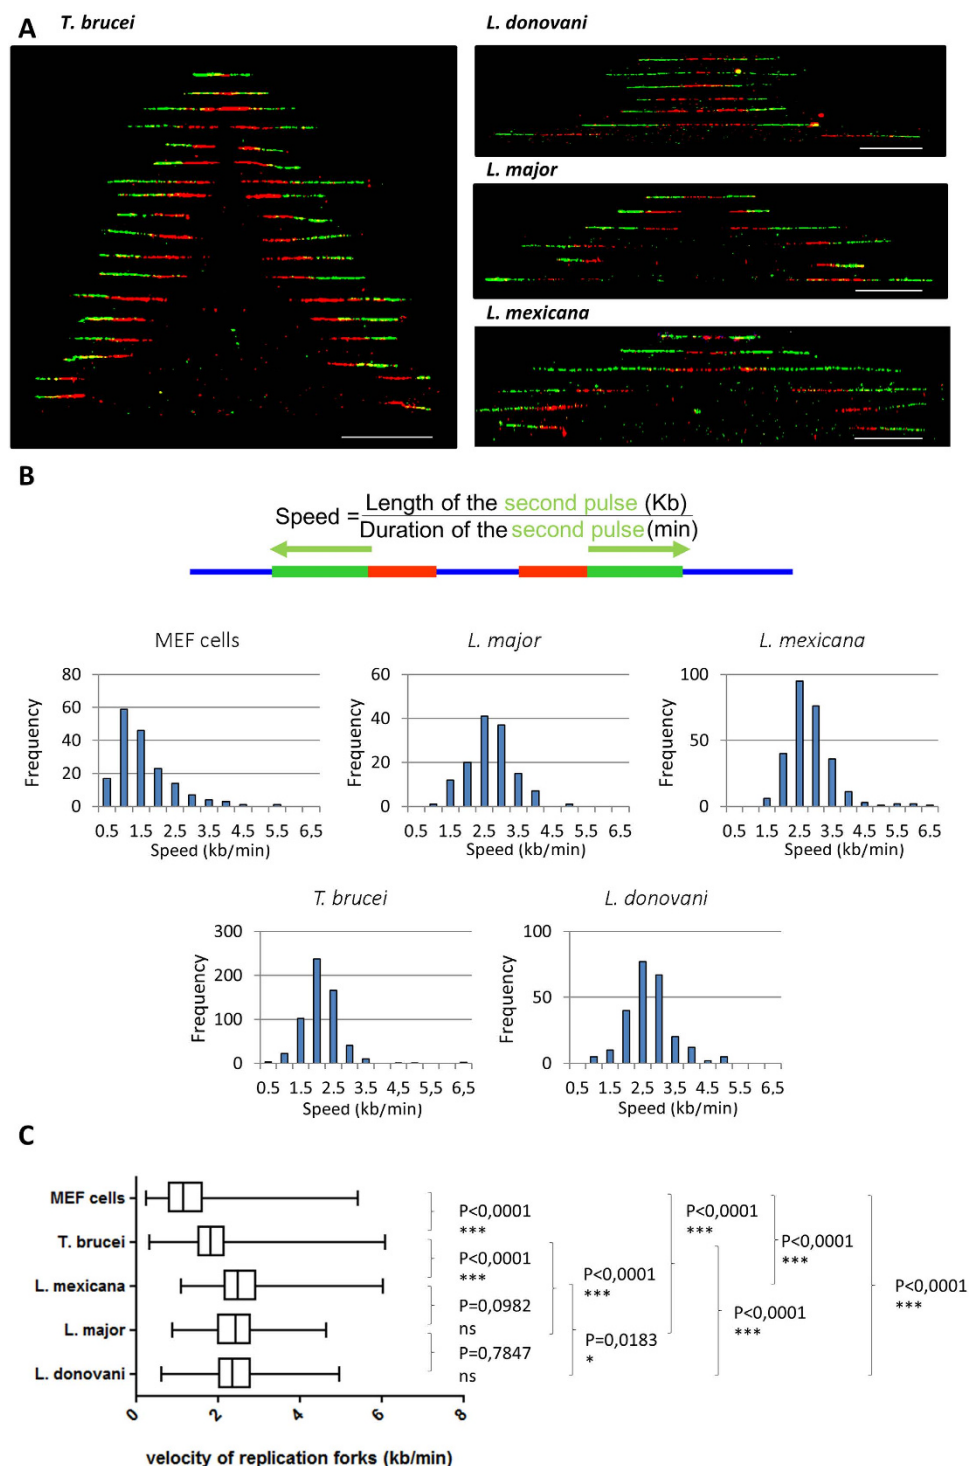 A
T. brucei
L. donovani
L. major
L. mexicana
B
Speed = Length of the second pulse (Kb)
Duration of the second pulse (min)
MEF cells
80
60
40
20
0
Frequency
0.5 1.5 2.5 3.5 4.5 5.5 6.5
Speed (kb/min)
L. major
60
40
20
0
Frequency
0.5 1.5 2.5 3.5 4.5 5.5 6.5
Speed (kb/min)
L. mexicana
100
50
0
Frequency
0.5 1.5 2.5 3.5 4.5 5.5 6.5
Speed (kb/min)
T. brucei
300
200
100
0
Frequency
0.5 1.5 2.5 3.5 4,5 5,5 6,5
Speed (kb/min)
L. donovani
100
50
0
Frequency
0.5 1.5 2.5 3.5 4,5 5.5 6.5
Speed (kb/min)
C
MEF cells
T. brucei
L. mexicana
L. major
L. donovani
0 2 4 6 8
velocity of replication forks (kb/min)
P<0,0001
***
P<0,0001
***
P=0,0982
ns
P=0,7847
ns
P<0,0001
***
P=0,0183
*
P<0,0001
***
P<0,0001
***
P<0,0001
***
P<0,0001
***